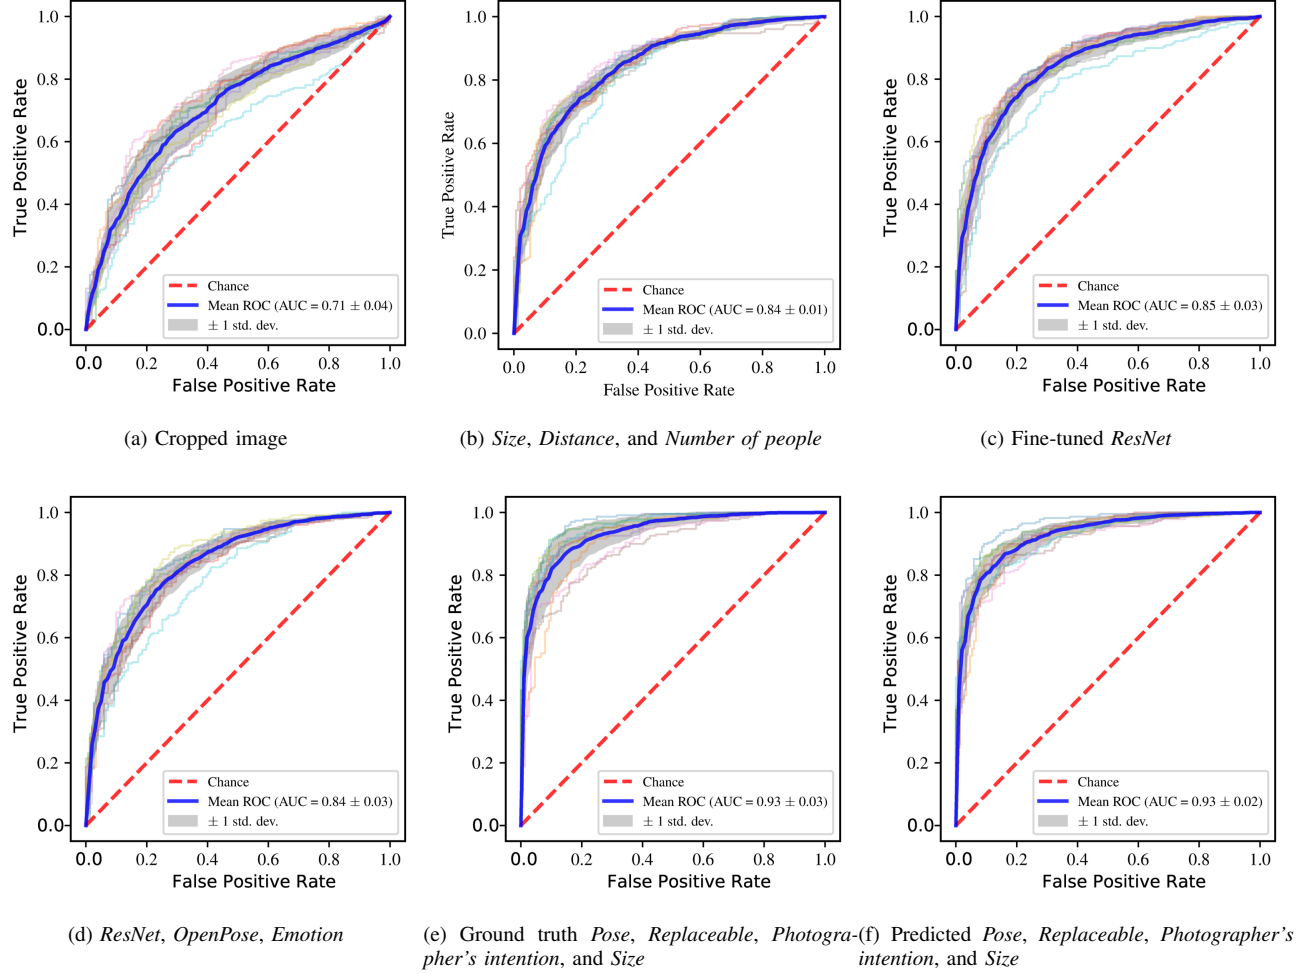 1.0
0.8
0.6
0.4
0.2
0.0
True Positive Rate
0.0 0.2 0.4 0.6 0.8 1.0
False Positive Rate
Chance
Mean ROC (AUC = 0.71 ± 0.04)
± 1 std. dev.
(a) Cropped image
1.0
0.8
0.6
0.4
0.2
0.0
True Positive Rate
0.0 0.2 0.4 0.6 0.8 1.0
False Positive Rate
Chance
Mean ROC (AUC = 0.84 ± 0.01)
± 1 std. dev.
(b) Size, Distance, and Number of people
1.0
0.8
0.6
0.4
0.2
0.0
True Positive Rate
0.0 0.2 0.4 0.6 0.8 1.0
False Positive Rate
Chance
Mean ROC (AUC = 0.85 ± 0.03)
± 1 std. dev.
(c) Fine-tuned ResNet
1.0
0.8
0.6
0.4
0.2
0.0
True Positive Rate
0.0 0.2 0.4 0.6 0.8 1.0
False Positive Rate
Chance
Mean ROC (AUC = 0.84 ± 0.03)
± 1 std. dev.
(d) ResNet, OpenPose, Emotion
1.0
0.8
0.6
0.4
0.2
0.0
True Positive Rate
0.0 0.2 0.4 0.6 0.8 1.0
False Positive Rate
Chance
Mean ROC (AUC = 0.93 ± 0.03)
± 1 std. dev.
(e) Ground truth Pose, Replaceable, Photogra-
pher's intention, and Size
1.0
0.8
0.6
0.4
0.2
0.0
True Positive Rate
0.0 0.2 0.4 0.6 0.8 1.0
False Positive Rate
Chance
Mean ROC (AUC = 0.93 ± 0.02)
± 1 std. dev.
(f) Predicted Pose, Replaceable, Photographer's
intention, and Size